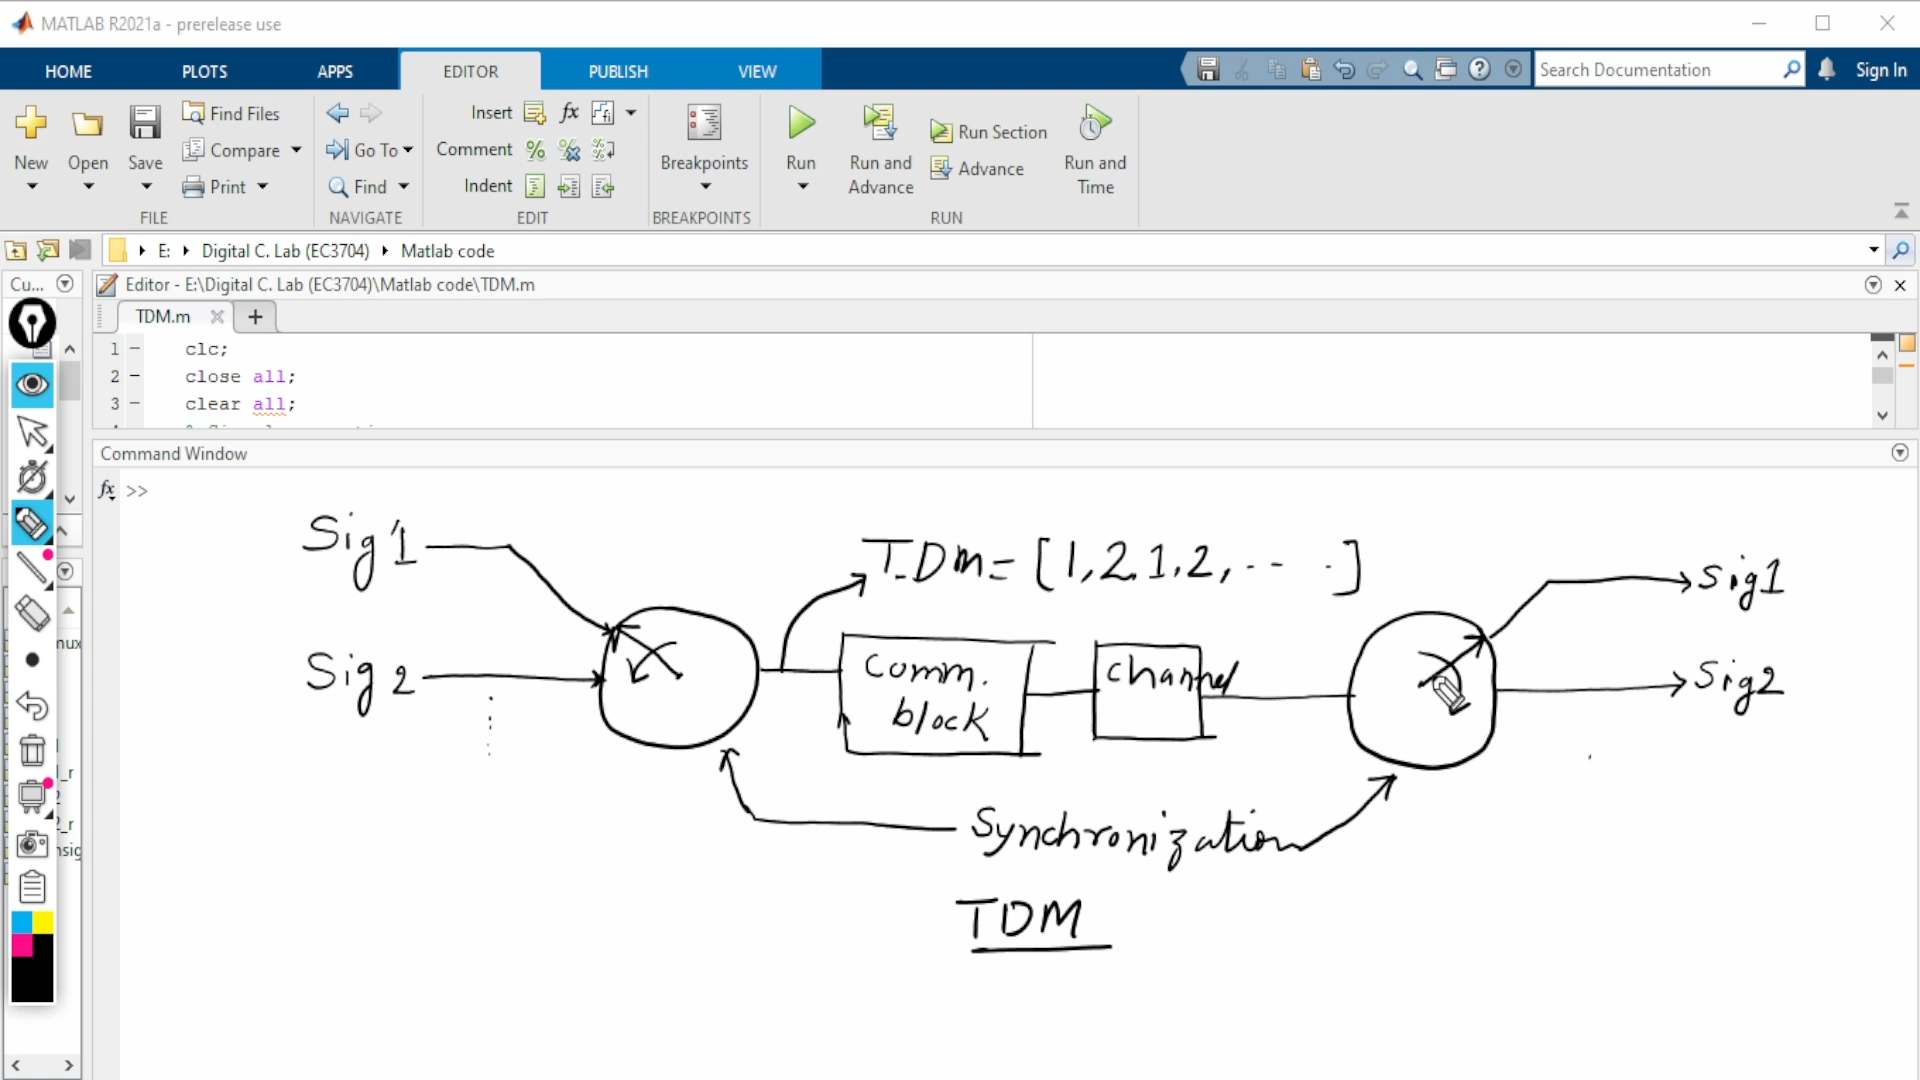 MATLAB R2021a - prerelease use
HOME PLOTS APPS EDITOR PUBLISH VIEW Search Documentation Sign In
New Open Save Find Files Compare Print
FILE
Go To Find
NAVIGATE
Insert fx
Comment
Indent
EDIT
Breakpoints
BREAKPOINTS
Run Run and Advance Run Section Advance Run and Time
RUN
E: Digital C. Lab (EC3704) Matlab code
Cu... Editor - E:\Digital C. Lab (EC3704)\Matlab code\TDM.m
TDM.m +
1 - clc;
2 - close all;
3 - clear all;
Command Window
fx >>
Sig 1
TDM = [1,2,1,2,-- -]
Sig1
Sig 2
Comm. block
channel
Sig2
Synchronization
TDM